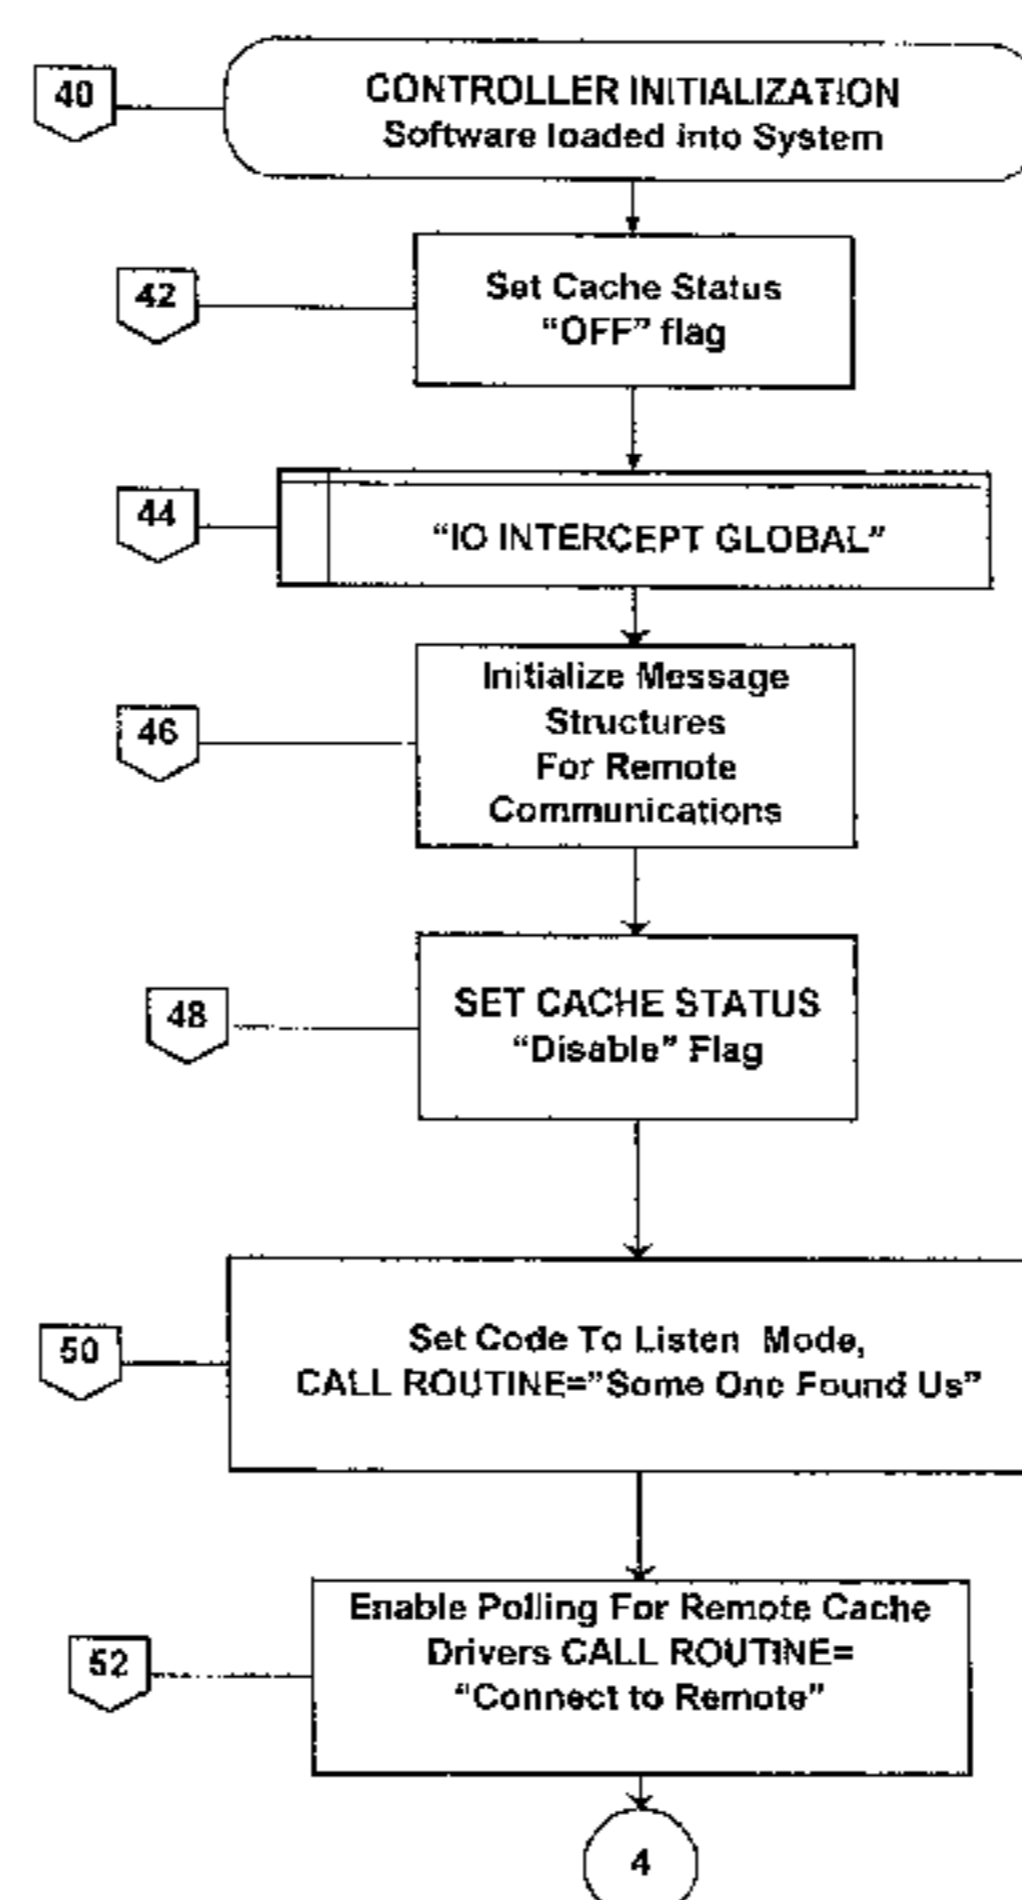 40
CONTROLLER INITIALIZATION
Software loaded into System
42
Set Cache Status
“OFF” flag
44
“IO INTERCEPT GLOBAL”
46
Initialize Message
Structures
For Remote
Communications
48
SET CACHE STATUS
“Disable” Flag
50
Set Code To Listen Mode,
CALL ROUTINE=”Some One Found Us”
52
Enable Polling For Remote Cache
Drivers CALL ROUTINE=
“Connect to Remote”
4